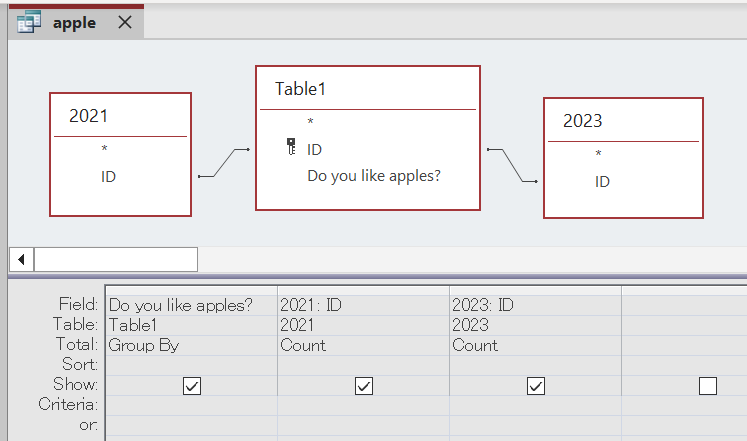 apple
2021
*
ID
Table1
*
ID
Do you like apples?
2023
*
ID
Field: Do you like apples? 2021: ID 2023: ID
Table: Table1 2021 2023
Total: Group By Count Count
Sort:
Show:
Criteria:
or: